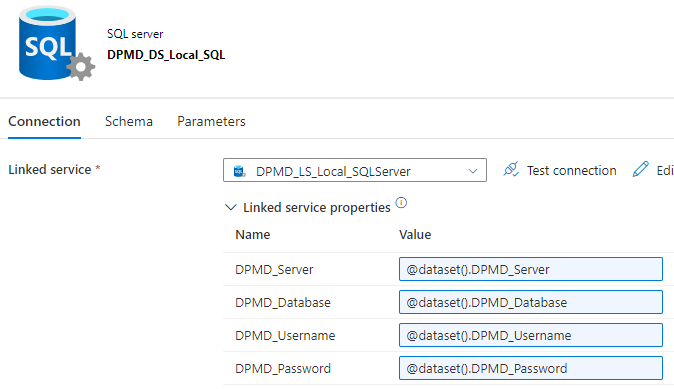 SQL
SQL server
DPMD_DS_Local_SQL
Connection Schema Parameters
Linked service * DPMD_LS_Local_SQLServer Test connection Edi
Linked service properties
Name Value
DPMD_Server @dataset().DPMD_Server
DPMD_Database @dataset().DPMD_Database
DPMD_Username @dataset().DPMD_Username
DPMD_Password @dataset().DPMD_Password